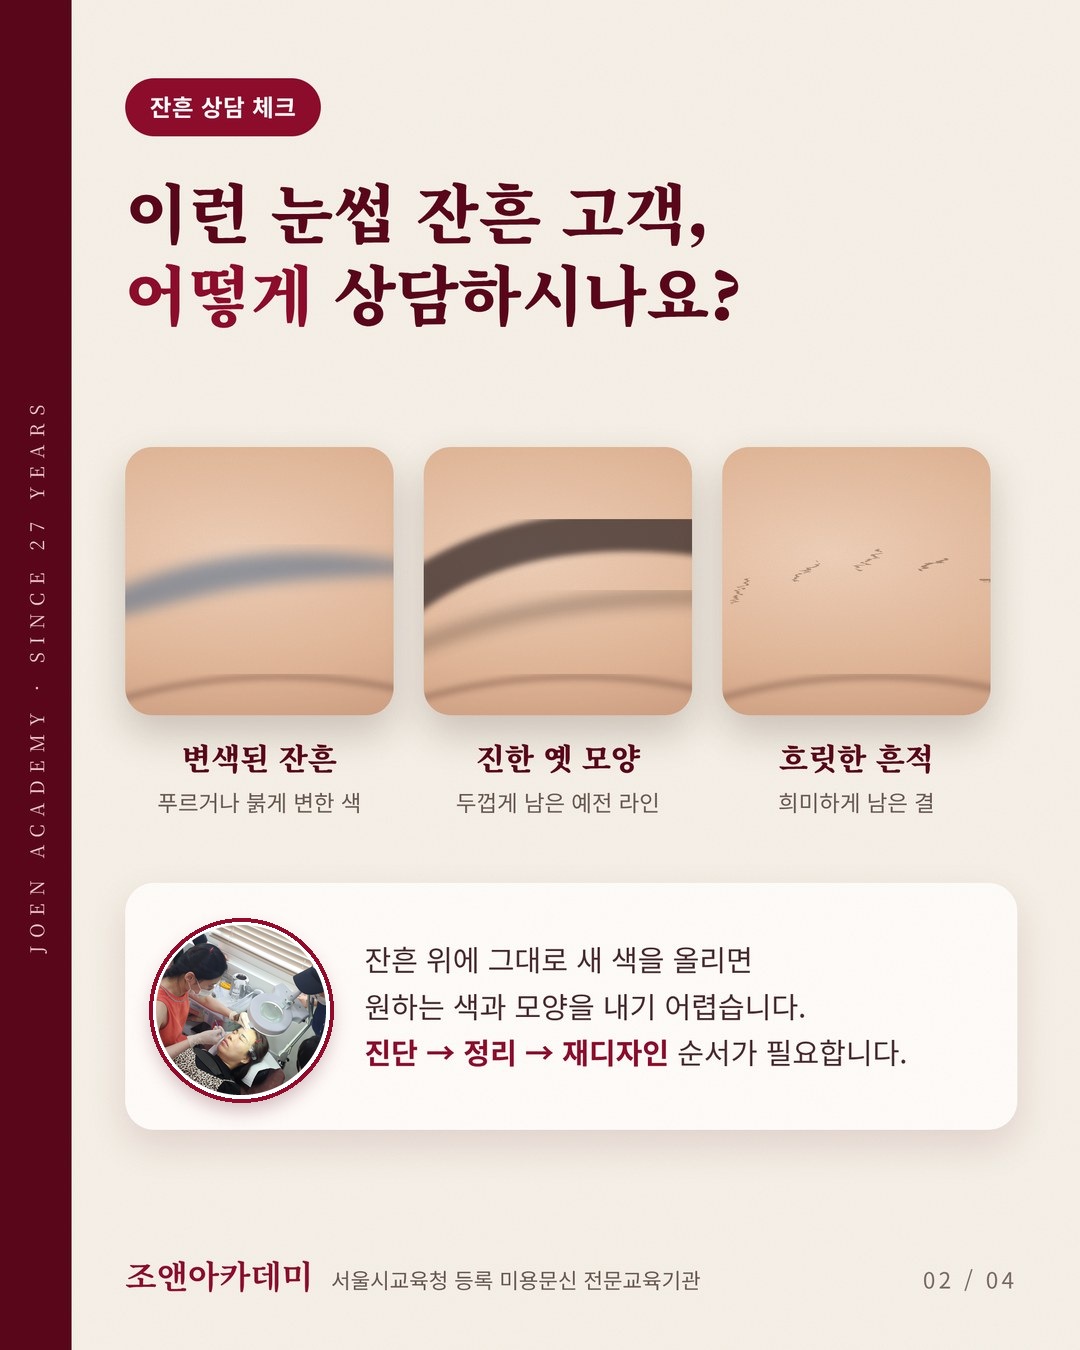 잔흔 상담 체크
이런 눈썹 잔흔 고객,
어떻게 상담하시나요?
JOEN ACADEMY · SINCE 27 YEARS
변색된 잔흔
푸르거나 붉게 변한 색
진한 옛 모양
두껍게 남은 예전 라인
흐릿한 흔적
희미하게 남은 결
잔흔 위에 그대로 새 색을 올리면
원하는 색과 모양을 내기 어렵습니다.
진단 → 정리 → 재디자인 순서가 필요합니다.
조앤아카데미 서울시교육청 등록 미용문신 전문교육기관
02 / 04